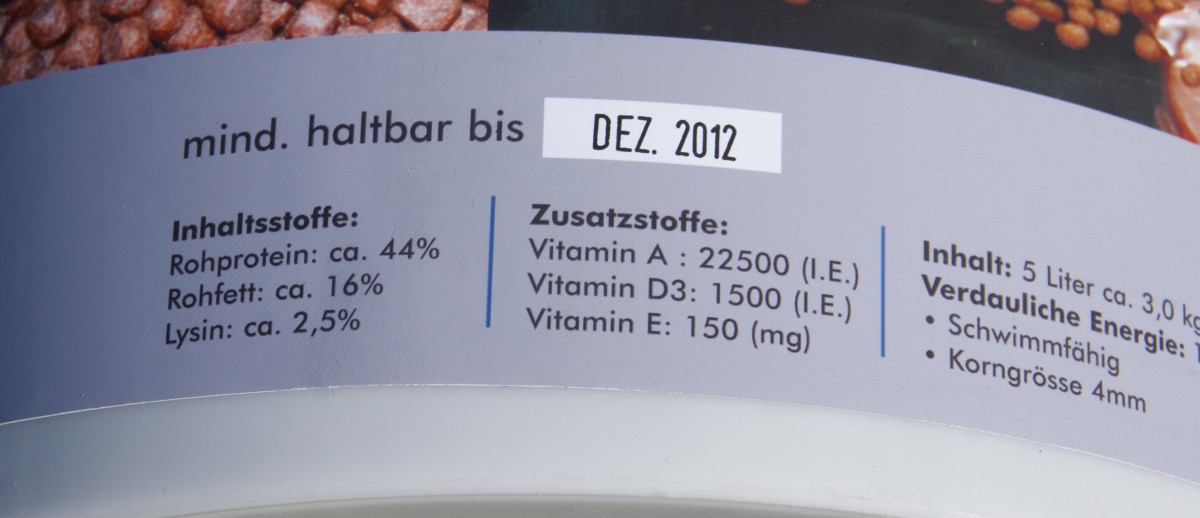 mind. haltbar bis DEZ. 2012
Inhaltsstoffe:
Rohprotein: ca. 44%
Rohfett: ca. 16%
Lysin: ca. 2,5%
Zusatzstoffe:
Vitamin A : 22500 (I.E.)
Vitamin D3: 1500 (I.E.)
Vitamin E: 150 (mg)
Inhalt: 5 Liter ca. 3,0 kg
Verdauliche Energie:
• Schwimmfähig
• Korngrösse 4mm